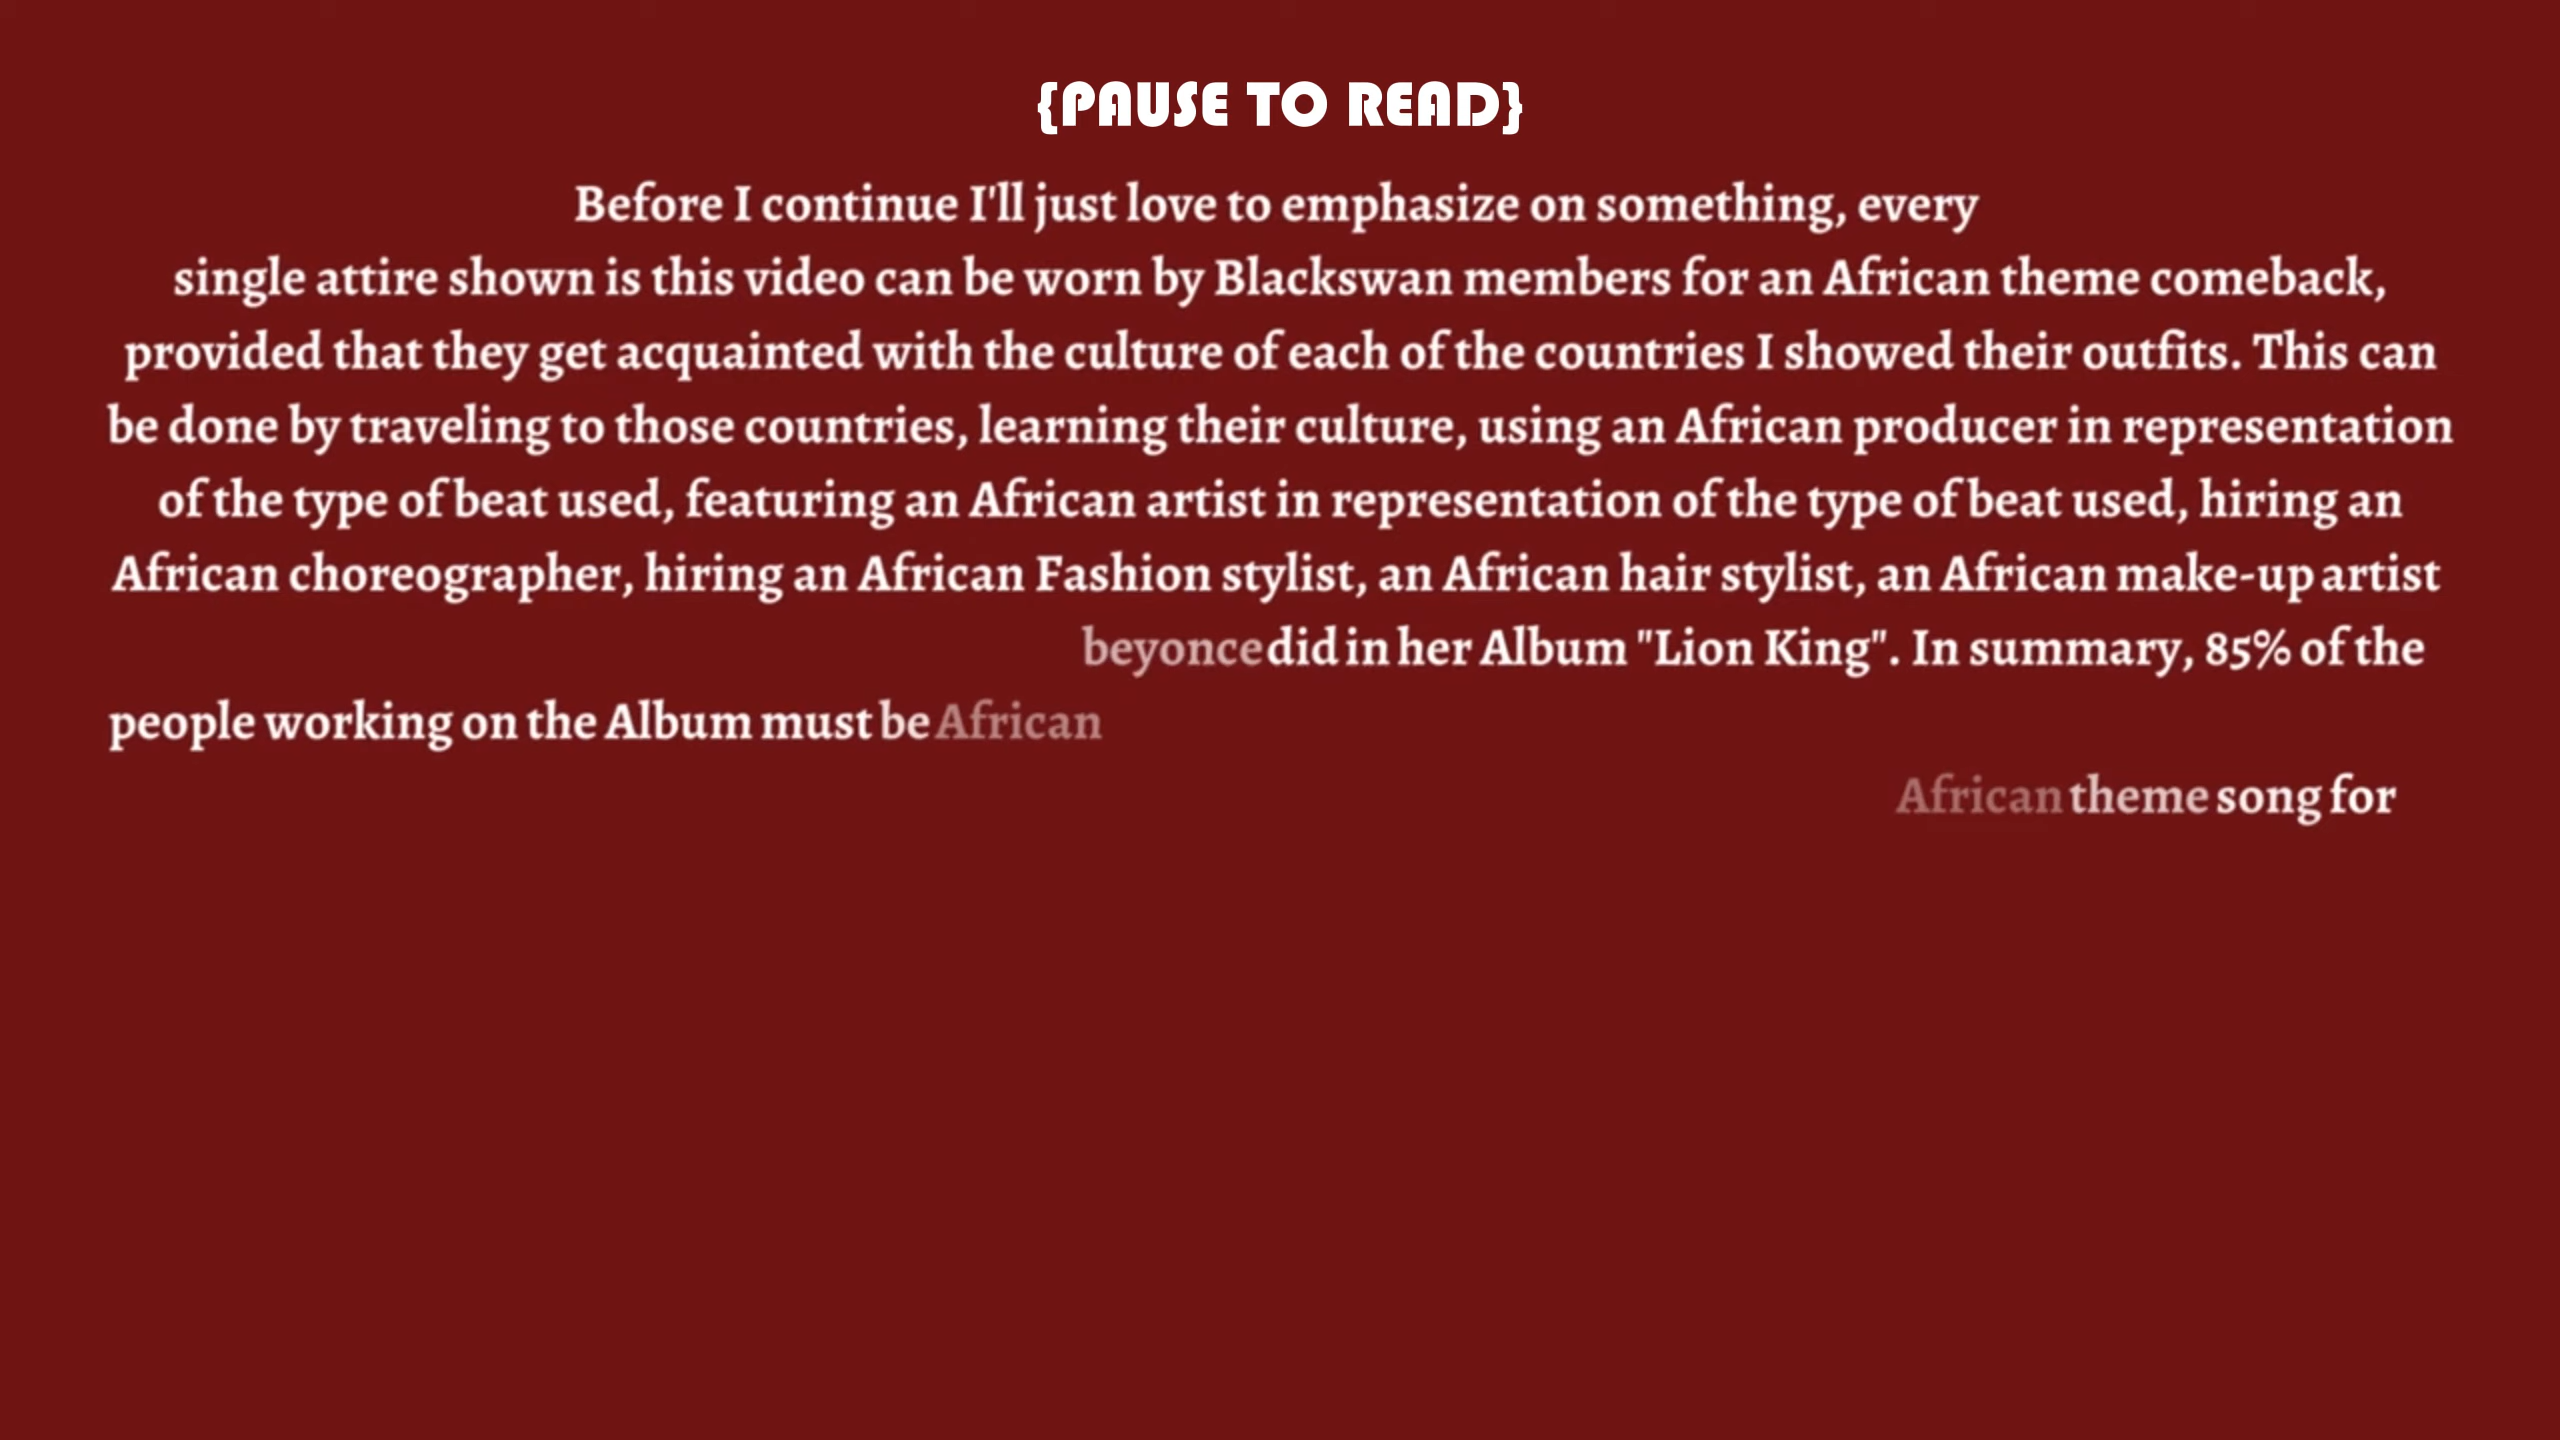 {PAUSE TO READ}
Before I continue I'll just love to emphasize on something, every
single attire shown is this video can be worn by Blackswan members for an African theme comeback,
provided that they get acquainted with the culture of each of the countries I showed their outfits. This can
be done by traveling to those countries, learning their culture, using an African producer in representation
of the type of beat used, featuring an African artist in representation of the type of beat used, hiring an
African choreographer, hiring an African Fashion stylist, an African hair stylist, an African make-up artist
beyonce did in her Album "Lion King". In summary, 85% of the
people working on the Album must be African
African theme song for